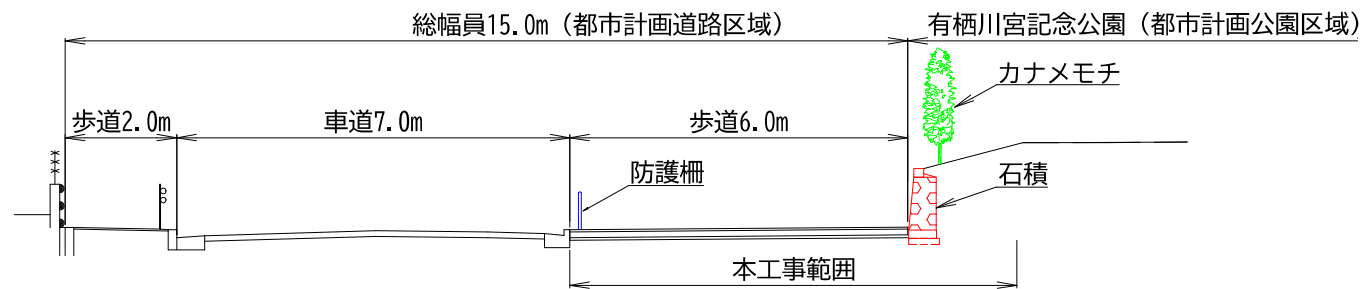 総幅員15.0m（都市計画道路区域）
有栖川宮記念公園（都市計画公園区域）
カナメモチ
歩道2.0m
車道7.0m
歩道6.0m
防護柵
石積
本工事範囲